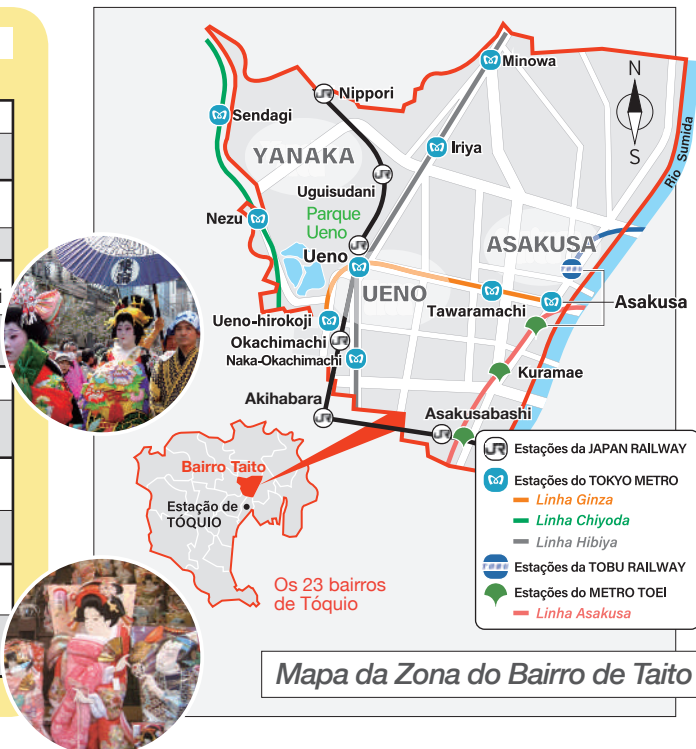 Minowa
N
S
Nippori
Sendagi
Iriya
YANAKA
Rio Sumida
Uguisudani
Nezu
Parque
Ueno
Ueno
ASAKUSA
TOBU
UENO
Tawaramachi
Asakusa
Ueno-hirokoji
Okachimachi
Naka-Okachimachi
Kuramae
Akihabara
Asakusabashi
JR Estações da JAPAN RAILWAY
Estações do TOKYO METRO
Linha Ginza
Linha Chiyoda
Linha Hibiya
TOBU Estações da TOBU RAILWAY
Estações do METRO TOEI
Linha Asakusa
Bairro Taito
Estação de
TÓQUIO
Os 23 bairros
de Tóquio
Mapa da Zona do Bairro de Taito